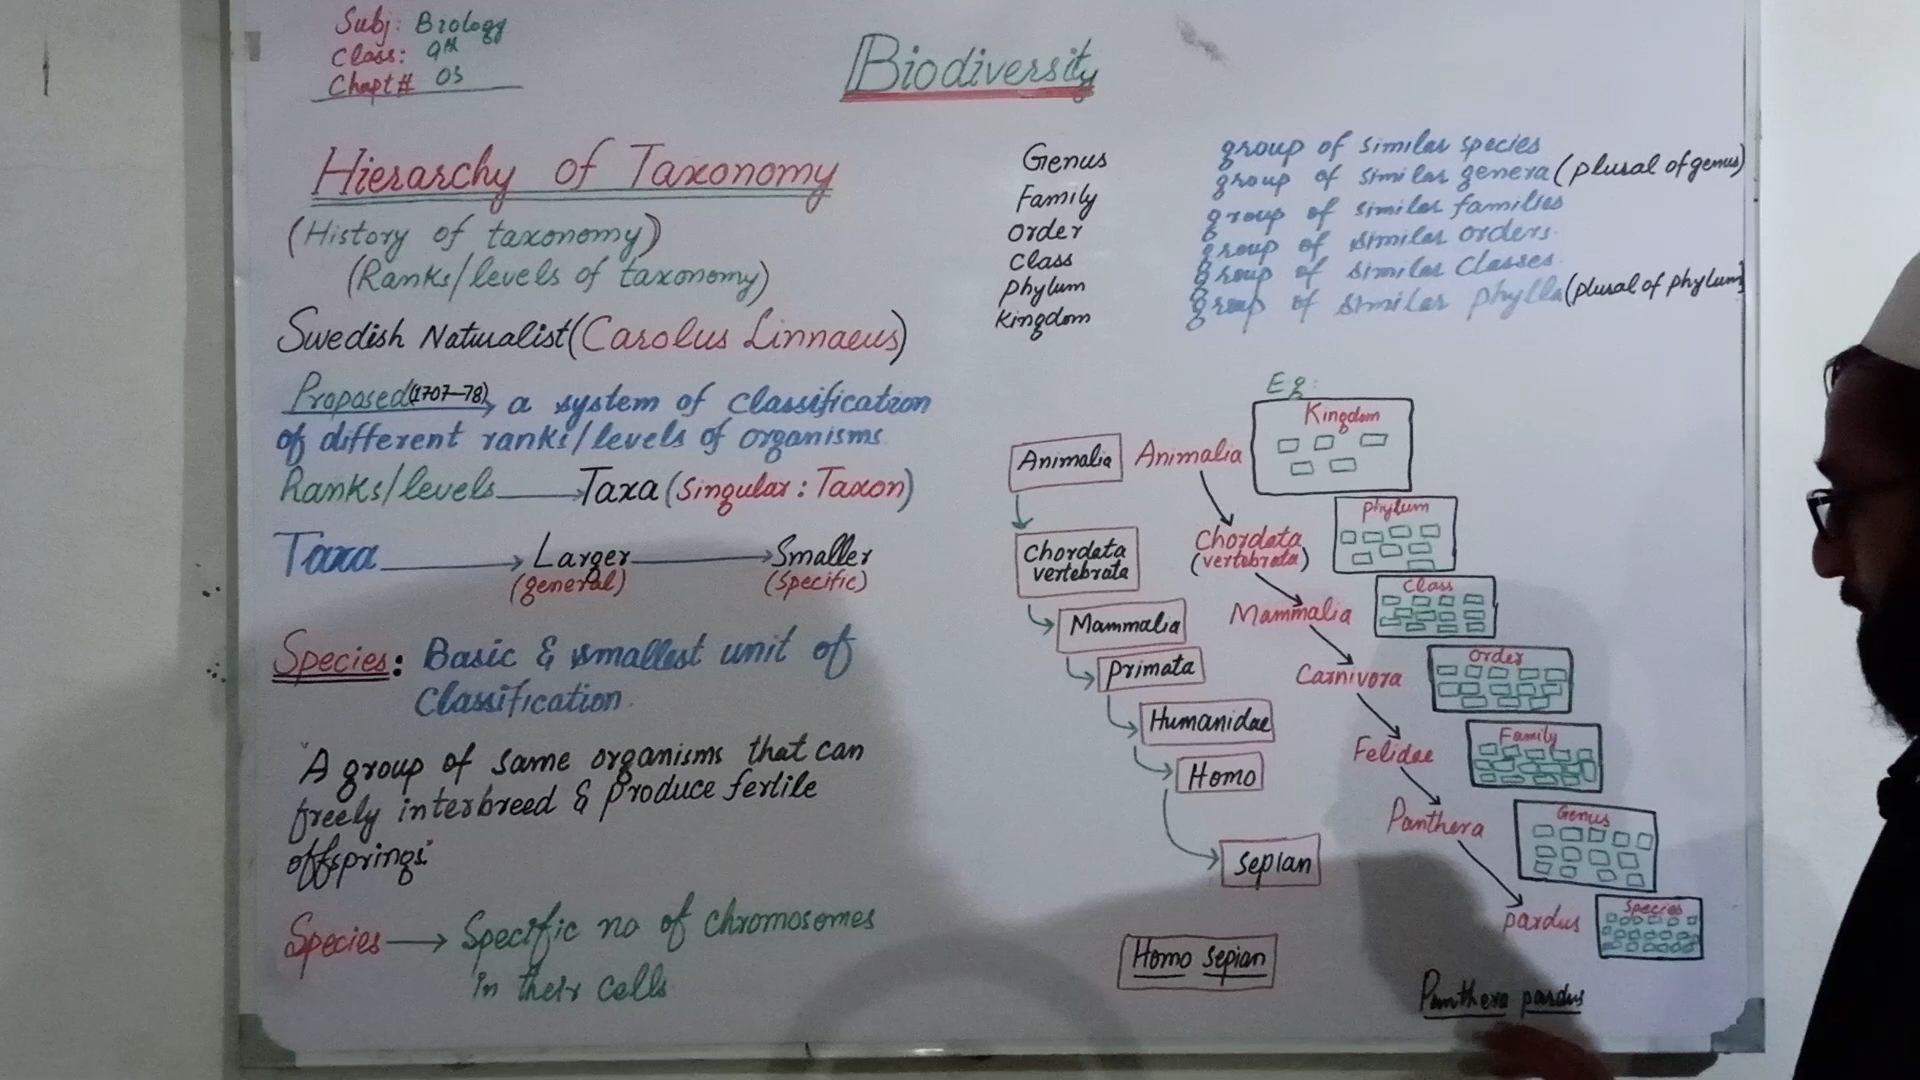 Subj: Biology
Class: 9th
Chapt# 03
Biodiversity
Hierarchy of Taxonomy
(History of taxonomy)
(Ranks/levels of taxonomy)
Swedish Naturalist (Carolus Linnaeus)
Proposed (1707-78) → a system of classification
of different ranks/levels of organisms
Ranks/levels → Taxa (Singular: Taxon)
Taxa → Larger → Smaller
(general) (specific)
Species: Basic & smallest unit of
Classification.
"A group of same organisms that can
freely interbreed & produce fertile
offsprings."
Species → Specific no of chromosomes
in their cells
Genus group of similar species
Family group of similar genera (plural of genus)
order group of similar families
Class group of similar orders.
phylum group of similar Classes.
kingdom group of similar phylla (plural of phylum)
Eg:
Animalia
Chordata
vertebrata
Mammalia
primata
Humanidae
Homo
sepian
Homo sepian
Animalia
Chordata
(vertebrata)
Mammalia
Carnivora
Felidae
Panthera
pardus
Panthera pardus
Kingdom
phylum
Class
order
Family
Genus
Species